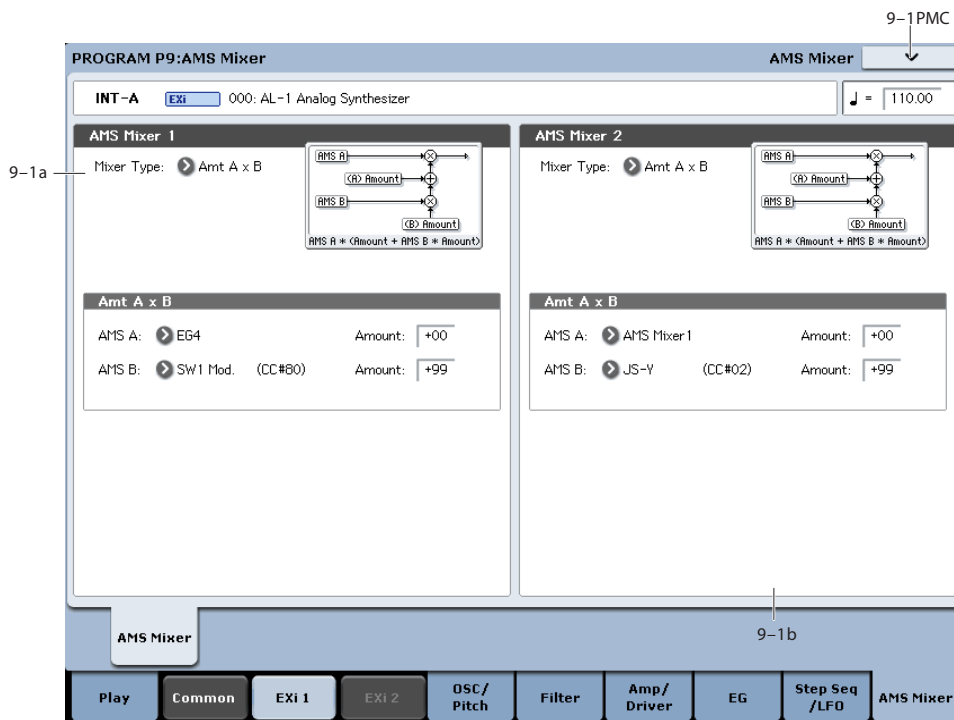 9–1PMC
PROGRAM P9:AMS Mixer AMS Mixer
INT-A EXi 000: AL-1 Analog Synthesizer ♩ = 110.00
AMS Mixer 1
9–1a
Mixer Type: Amt A x B
AMS A
(A) Amount
AMS B
(B) Amount
AMS A * (Amount + AMS B * Amount)
Amt A x B
AMS A: EG4 Amount: +00
AMS B: SW1 Mod. (CC#80) Amount: +99
AMS Mixer 2
Mixer Type: Amt A x B
AMS A
(A) Amount
AMS B
(B) Amount
AMS A * (Amount + AMS B * Amount)
Amt A x B
AMS A: AMS Mixer1 Amount: +00
AMS B: JS-Y (CC#02) Amount: +99
9–1b
AMS Mixer
Play Common EXi 1 EXi 2 OSC/ Pitch Filter Amp/ Driver EG Step Seq /LFO AMS Mixer